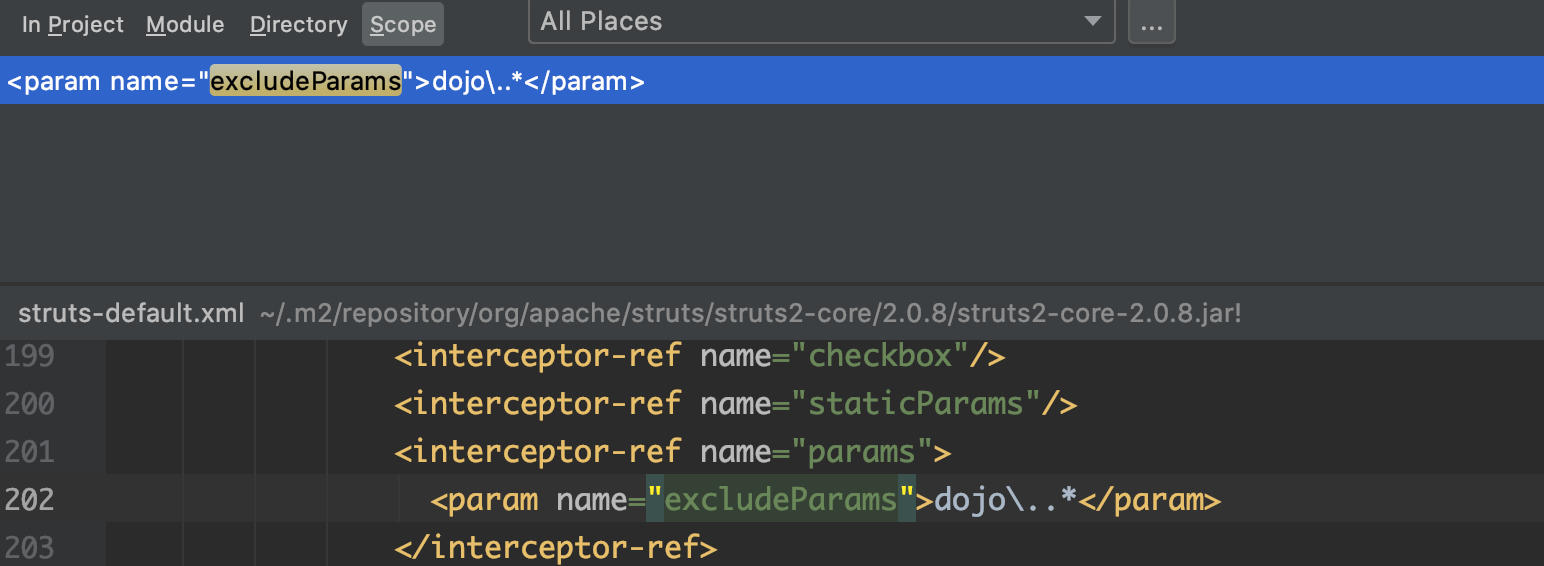 In Project Module Directory Scope All Places ...
<param name="excludeParams">dojo\..*</param>
struts-default.xml ~/.m2/repository/org/apache/struts/struts2-core/2.0.8/struts2-core-2.0.8.jar!
199 <interceptor-ref name="checkbox"/>
200 <interceptor-ref name="staticParams"/>
201 <interceptor-ref name="params">
202 <param name="excludeParams">dojo\..*</param>
203 </interceptor-ref>